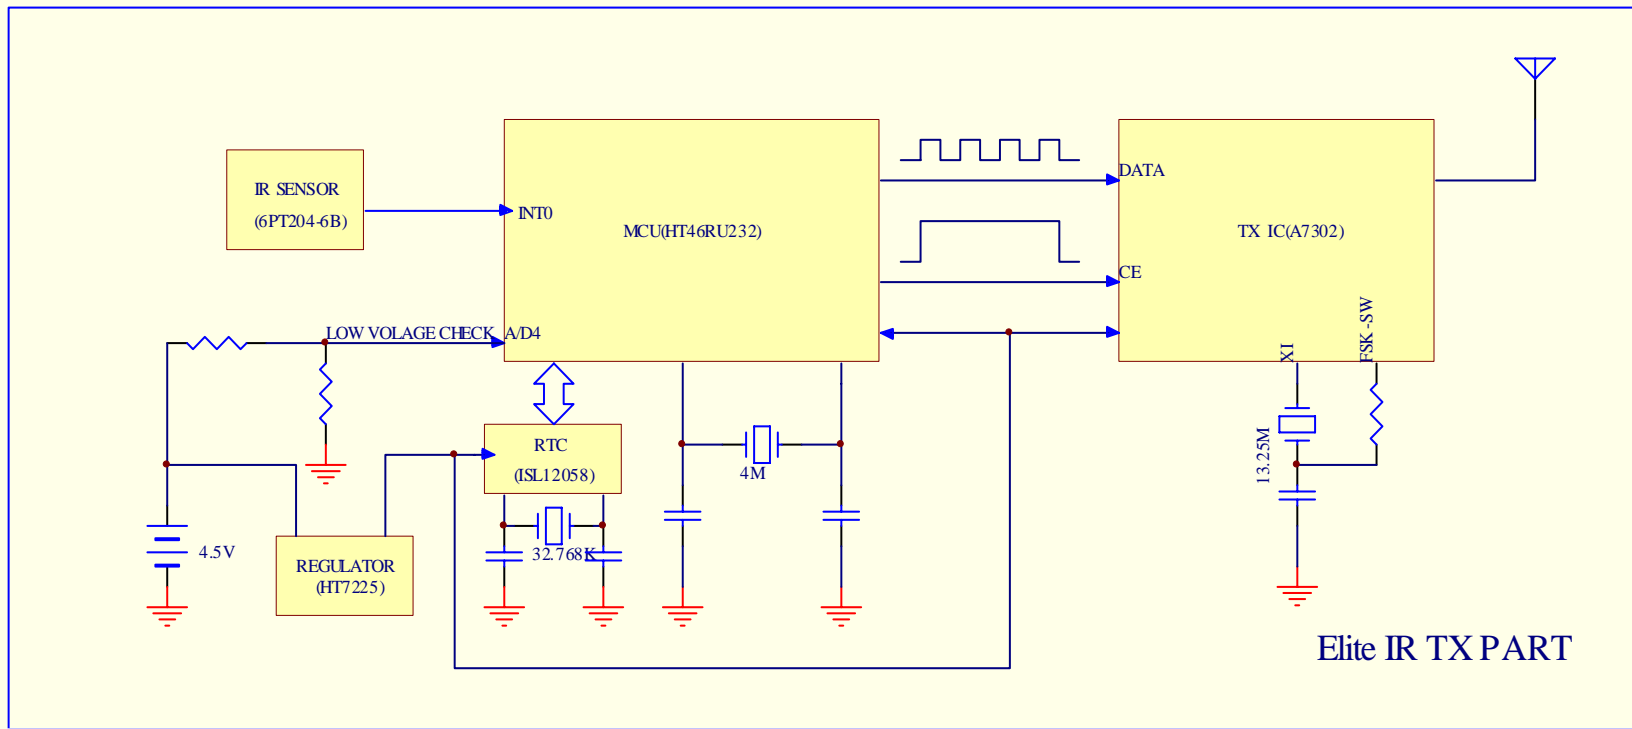 IR SENSOR
(6PT204-6B)
INT0
MCU(HT46RU232)
DATA
TX IC(A7302)
CE
LOW VOLAGE CHECK A/D4
XI
FSK-SW
RTC
(ISL12058)
4M
13.25M
32.768K
4.5V
REGULATOR
(HT7225)
Elite IR TX PART